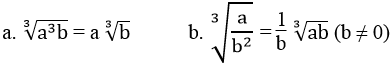 a. ∛(a³b) = a ∛b b. ∛(a/b²) = 1/b ∛(ab) (b ≠ 0)